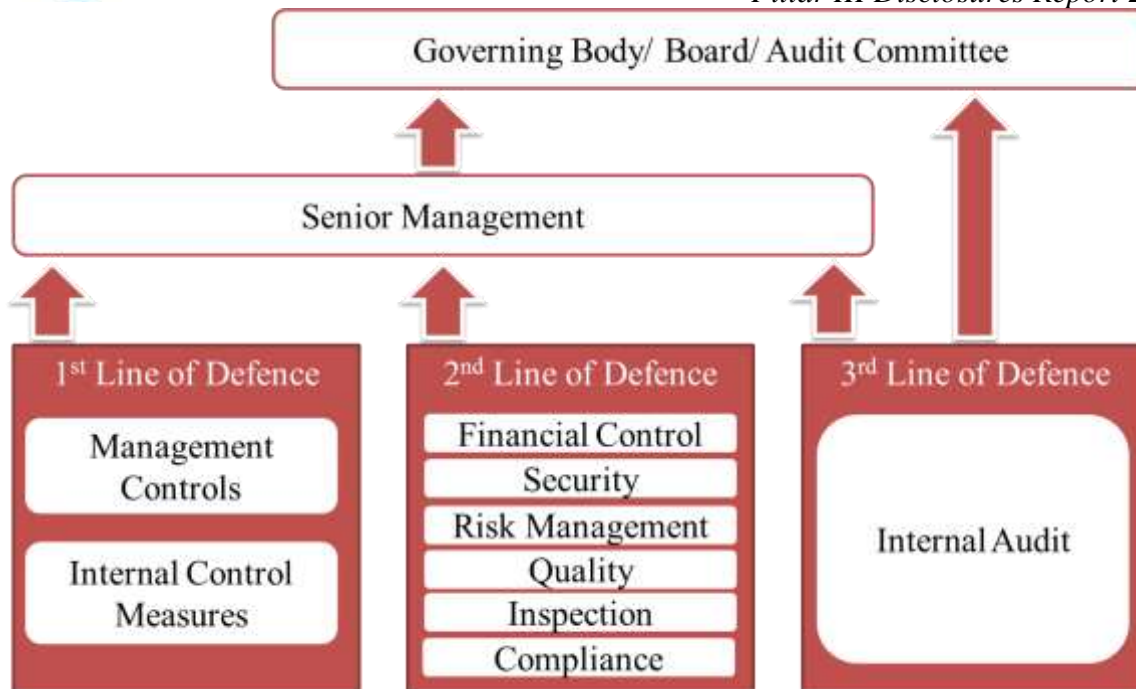 Pillar III Disclosures Report
Governing Body/ Board/ Audit Committee
Senior Management
1st Line of Defence
Management
Controls
Internal Control
Measures
2nd Line of Defence
Financial Control
Security
Risk Management
Quality
Inspection
Compliance
3rd Line of Defence
Internal Audit